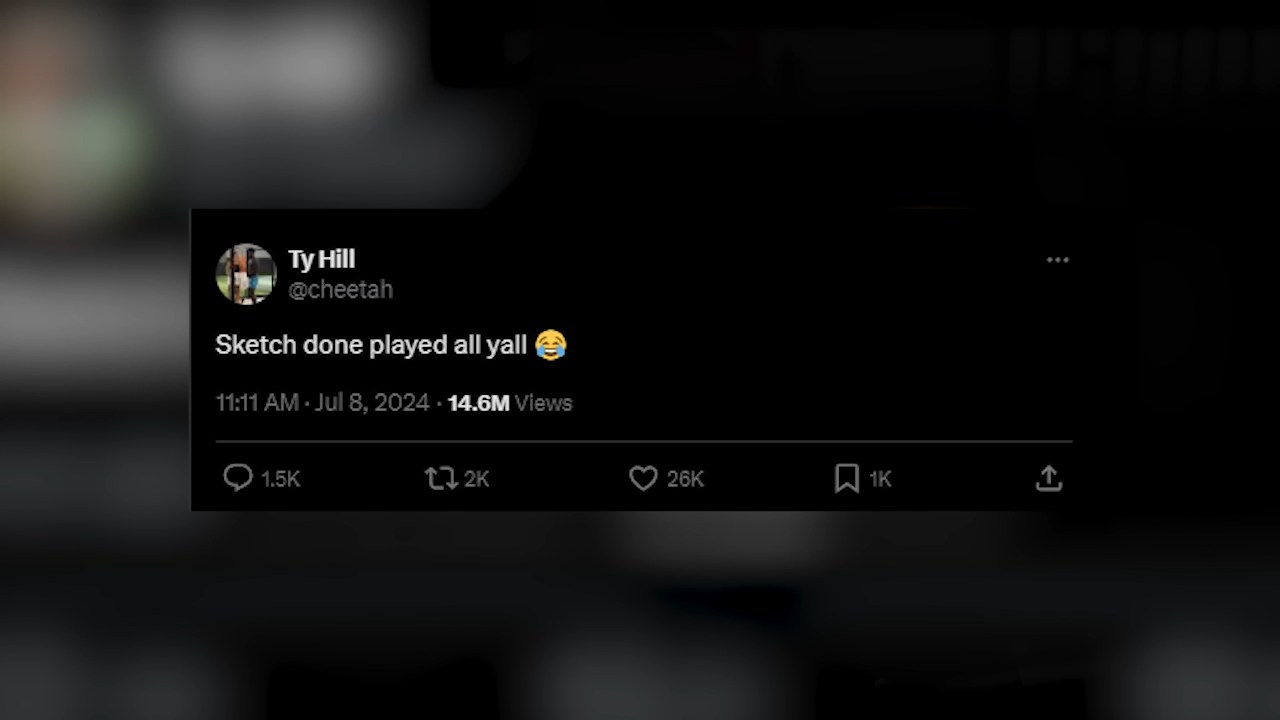 Ty Hill
@cheetah
Sketch done played all yall 😂
11:11 AM · Jul 8, 2024 · 14.6M Views
1.5K 2K 26K 1K